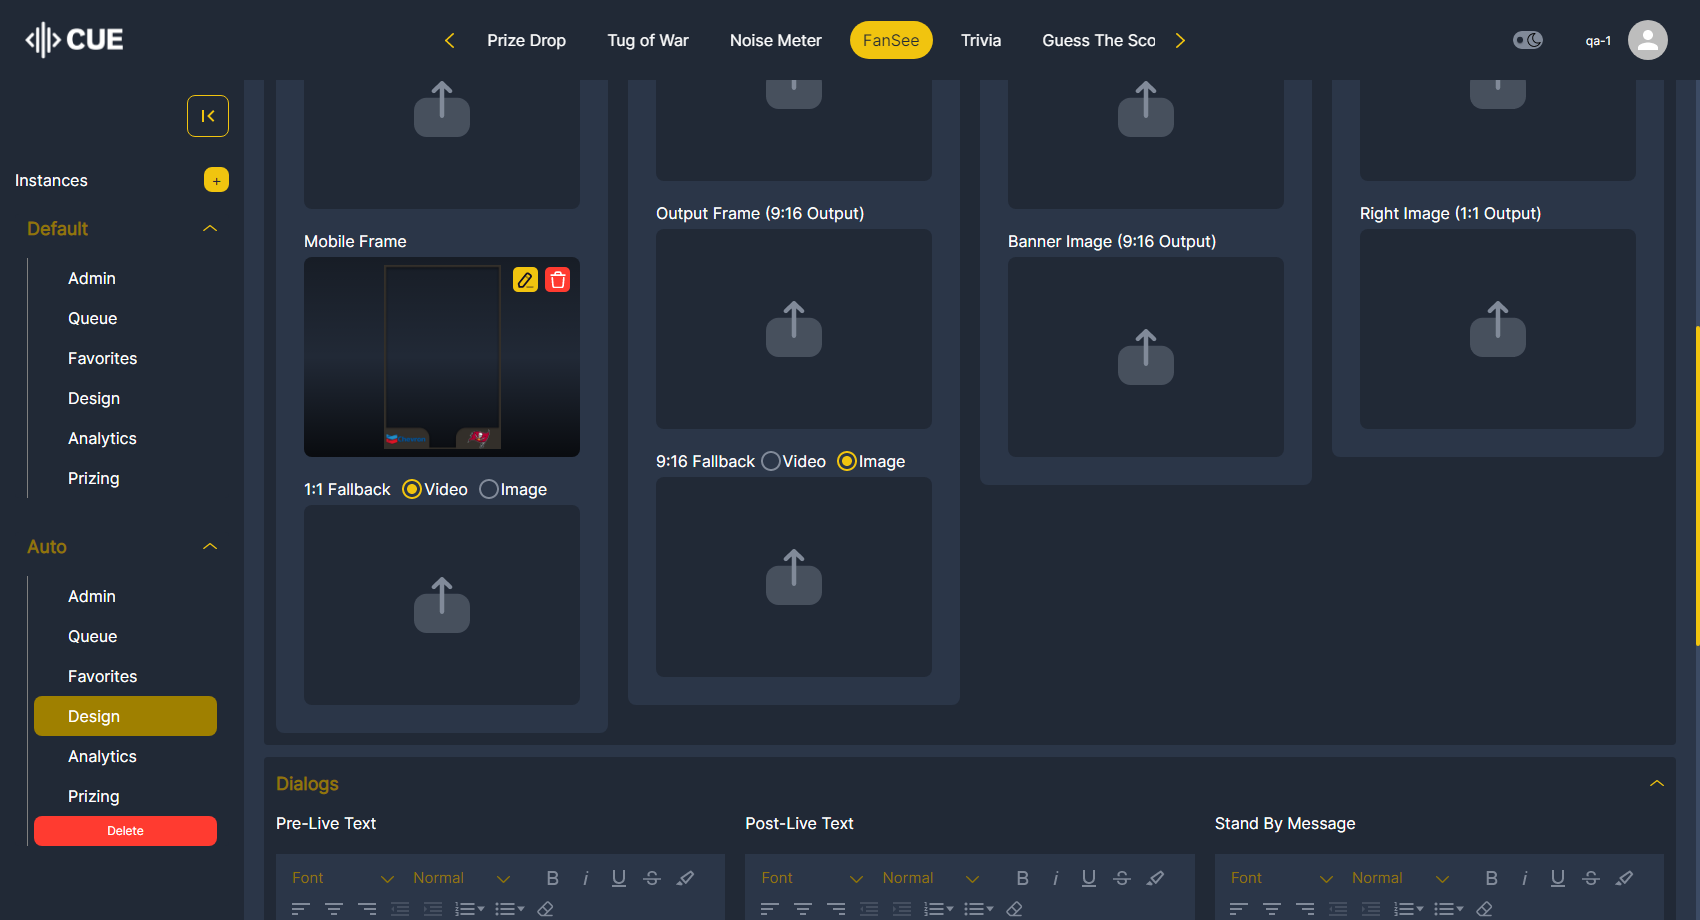 CUE
Prize Drop
Tug of War
Noise Meter
FanSee
Trivia
Guess The Sco
qa-1
Instances
+
Default
Admin
Queue
Favorites
Design
Analytics
Prizing
Auto
Admin
Queue
Favorites
Design
Analytics
Prizing
Delete
Mobile Frame
1:1 Fallback Video Image
Output Frame (9:16 Output)
9:16 Fallback Video Image
Banner Image (9:16 Output)
Right Image (1:1 Output)
Dialogs
Pre-Live Text
Font Normal B i U S
Post-Live Text
Font Normal B i U S
Stand By Message
Font Normal B i U S